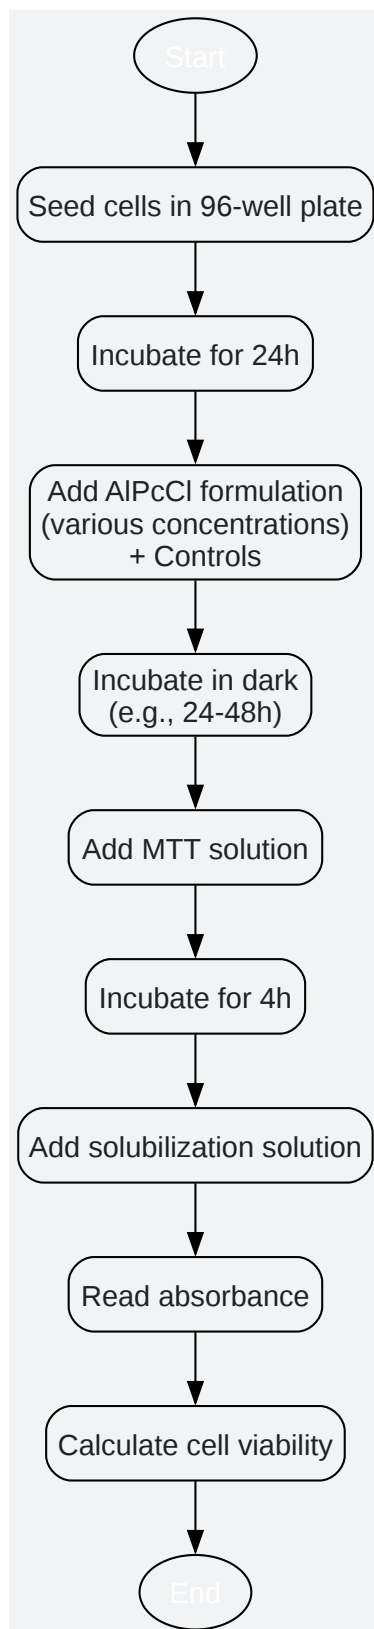 Start
Seed cells in 96-well plate
Incubate for 24h
Add AlPcCl formulation
(various concentrations)
+ Controls
Incubate in dark
(e.g., 24-48h)
Add MTT solution
Incubate for 4h
Add solubilization solution
Read absorbance
Calculate cell viability
End